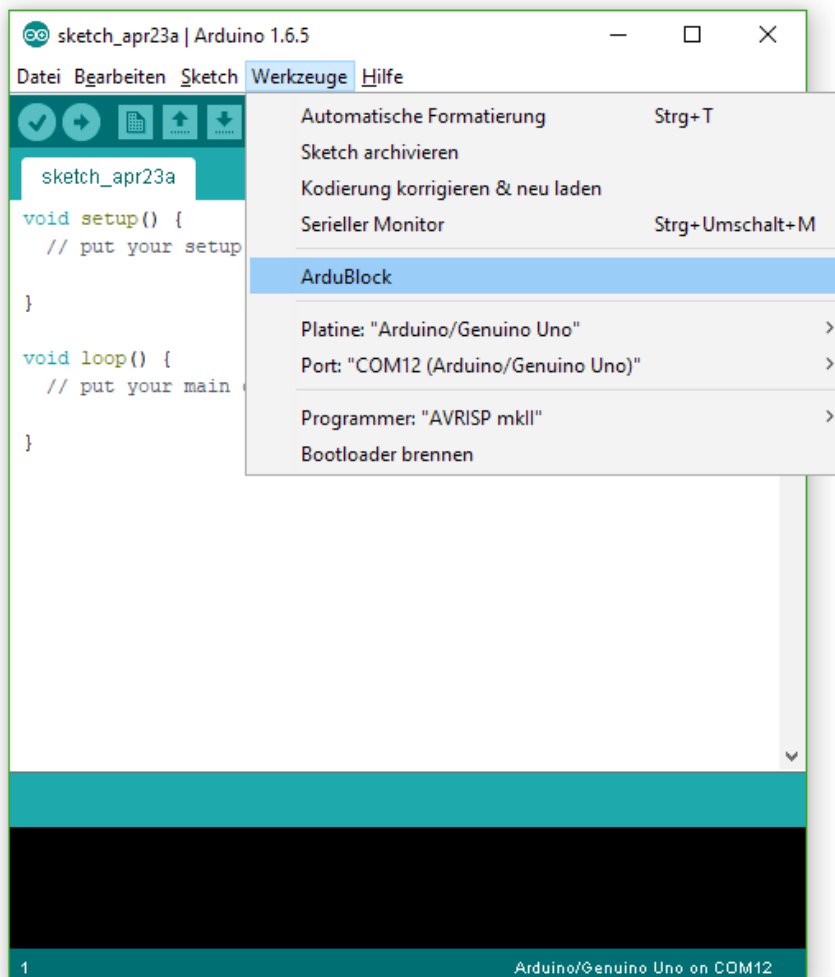 sketch_apr23a | Arduino 1.6.5
Datei Bearbeiten Sketch Werkzeuge Hilfe
Automatische Formatierung Strg+T
Sketch archivieren
Kodierung korrigieren & neu laden
Serieller Monitor Strg+Umschalt+M
ArduBlock
Platine: "Arduino/Genuino Uno"
Port: "COM12 (Arduino/Genuino Uno)"
Programmer: "AVRISP mkII"
Bootloader brennen
sketch_apr23a
void setup() {
// put your setup
}
void loop() {
// put your main
}
1 Arduino/Genuino Uno on COM12